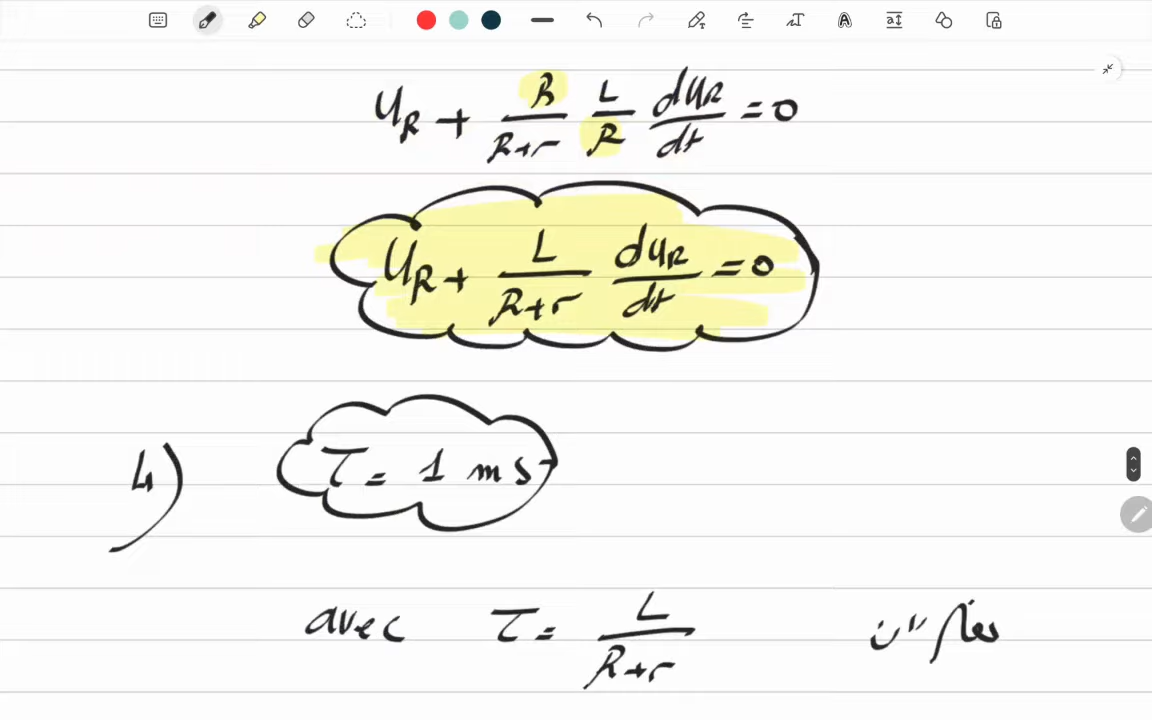 u_R + R/(R+r) L/R du_R/dt = 0
u_R + L/(R+r) du_R/dt = 0
4) τ = 1 ms
avec τ = L/(R+r)